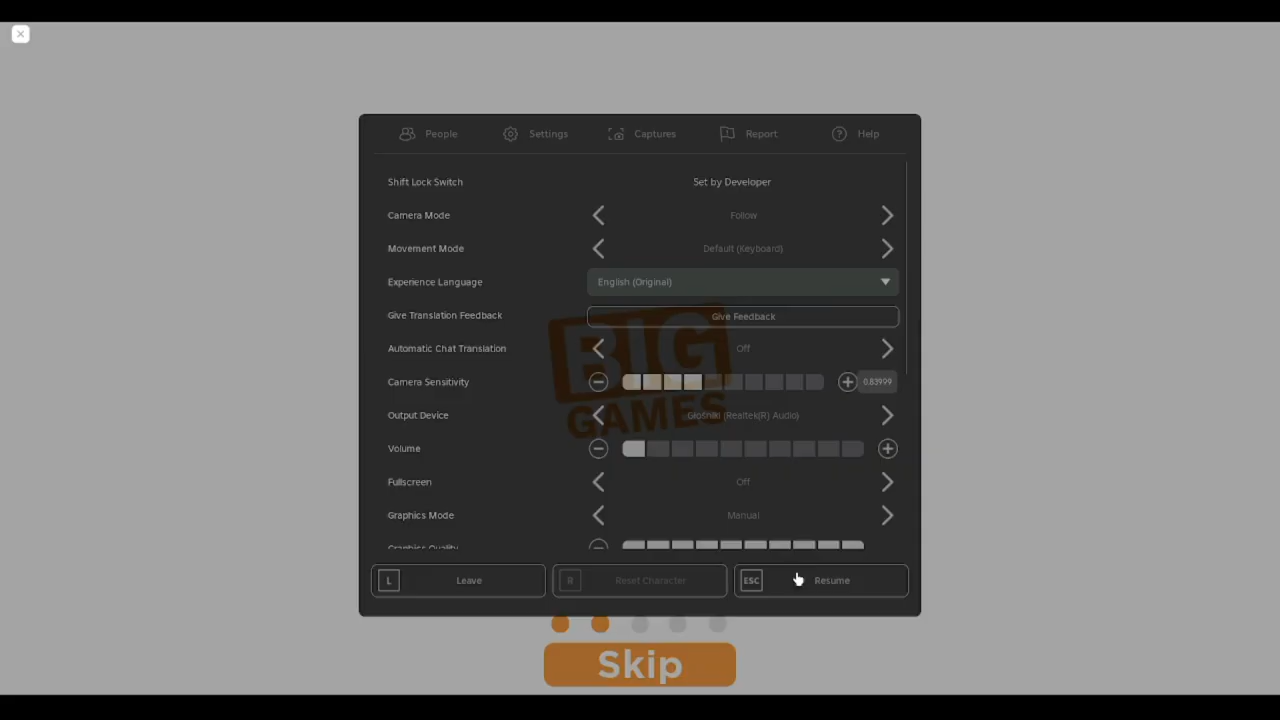 People Settings Captures Report Help
Shift Lock Switch Set by Developer
Camera Mode Follow
Movement Mode Default (Keyboard)
Experience Language English (Original)
Give Translation Feedback Give Feedback
Automatic Chat Translation Off
Camera Sensitivity 0.83999
Output Device Głośniki (Realtek(R) Audio)
Volume
Fullscreen Off
Graphics Mode Manual
Graphics Quality
BIG
GAMES
L Leave R Reset Character ESC Resume
Skip